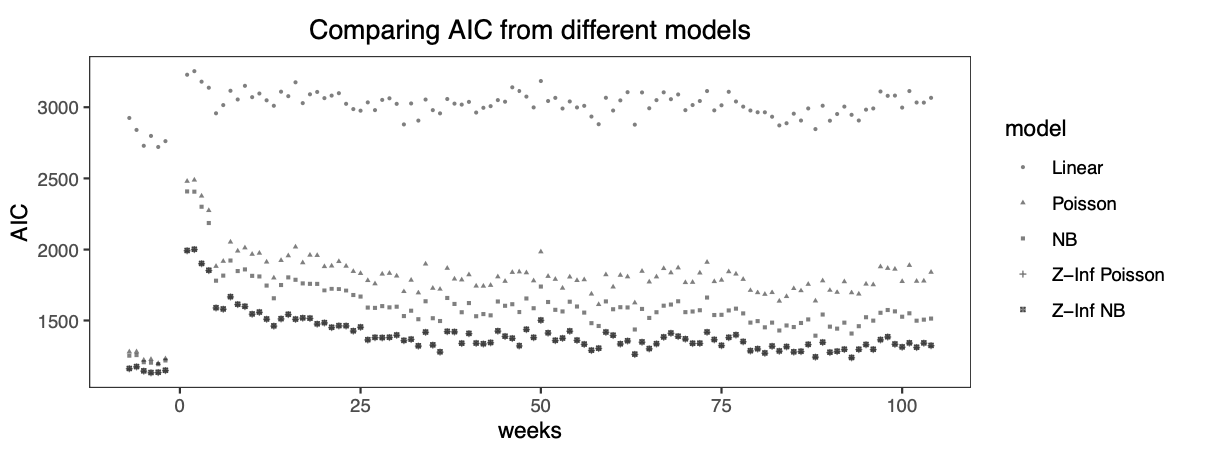 Comparing AIC from different models
3000
2500
2000
1500
AIC
0 25 50 75 100
weeks
model
Linear
Poisson
NB
Z−Inf Poisson
Z−Inf NB